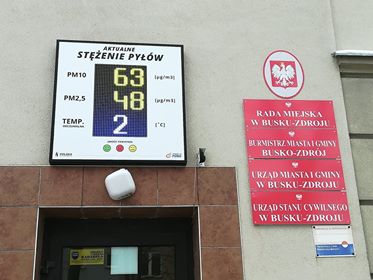 AKTUALNE
STĘŻENIE PYŁÓW
PM10 63 [µg/m3]
PM2,5 48 [µg/m3]
TEMP. 2 [°C]
RADA MIEJSKA
W BUSKU-ZDROJU
BURMISTRZ MIASTA I GMINY
BUSKO-ZDRÓJ
URZĄD MIASTA I GMINY
W BUSKU-ZDROJU
URZĄD STANU CYWILNEGO
W BUSKU-ZDROJU